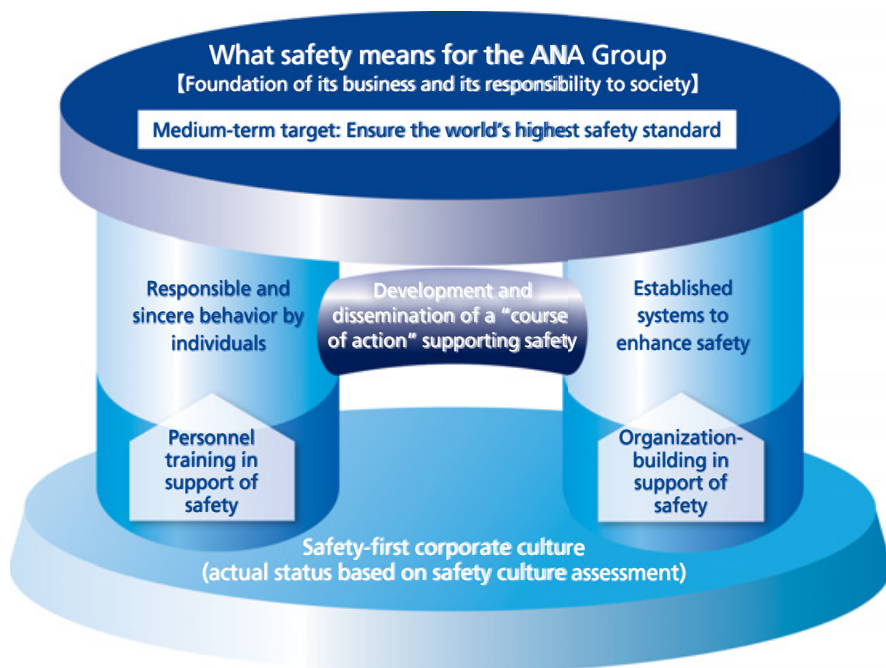 What safety means for the ANA Group
【Foundation of its business and its responsibility to society】
Medium-term target: Ensure the world's highest safety standard
Responsible and
sincere behavior by
individuals
Development and
dissemination of a "course
of action" supporting safety
Established
systems to
enhance safety
Personnel
training in
support of
safety
Organization-
building in
support of
safety
Safety-first corporate culture
(actual status based on safety culture assessment)